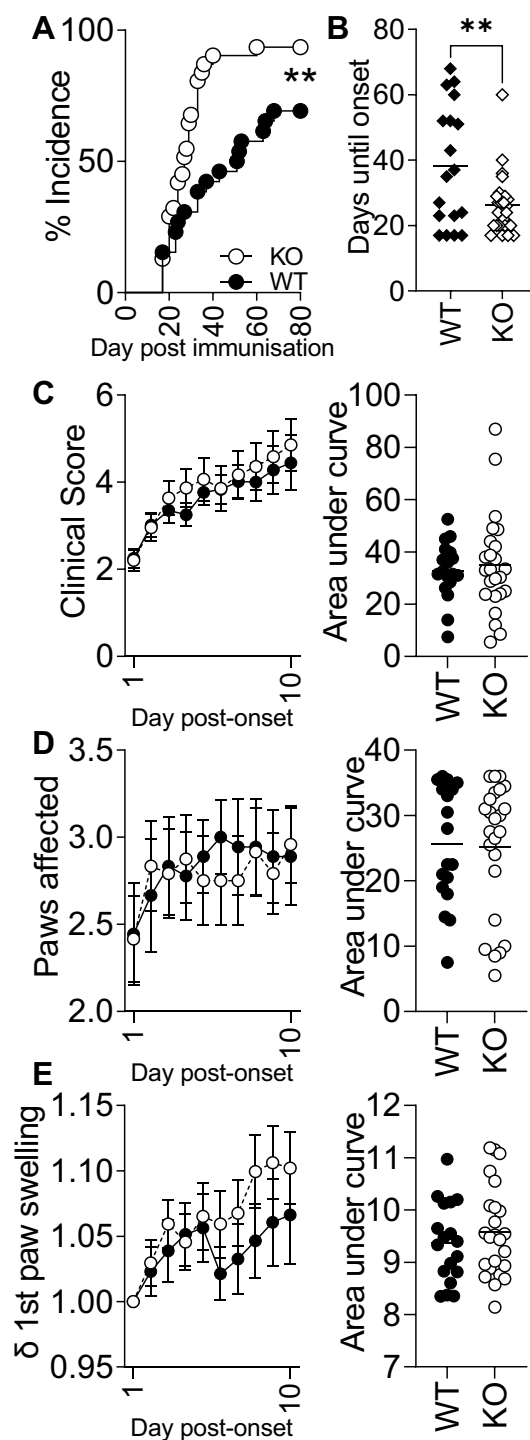 A
% Incidence
100
50
0
**
KO
WT
0
20
40
60
80
Day post immunisation
B
**
Days until onset
80
60
40
20
0
WT
KO
C
Clinical Score
6
4
2
0
1
10
Day post-onset
Area under curve
100
80
60
40
20
0
WT
KO
D
Paws affected
3.5
3.0
2.5
2.0
1
10
Day post-onset
Area under curve
40
30
20
10
0
WT
KO
E
δ 1st paw swelling
1.15
1.10
1.05
1.00
0.95
1
10
Day post-onset
Area under curve
12
11
10
9
8
7
WT
KO